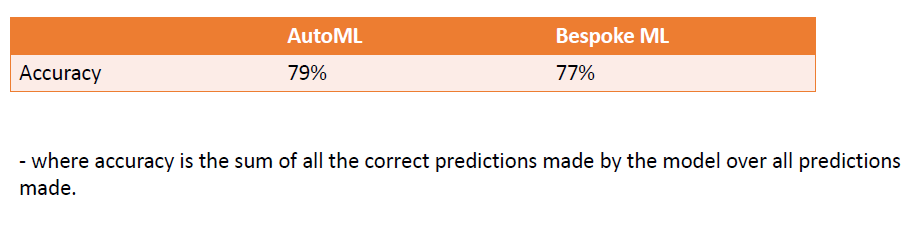 AutoML Bespoke ML
Accuracy 79% 77%
- where accuracy is the sum of all the correct predictions made by the model over all predictions
made.